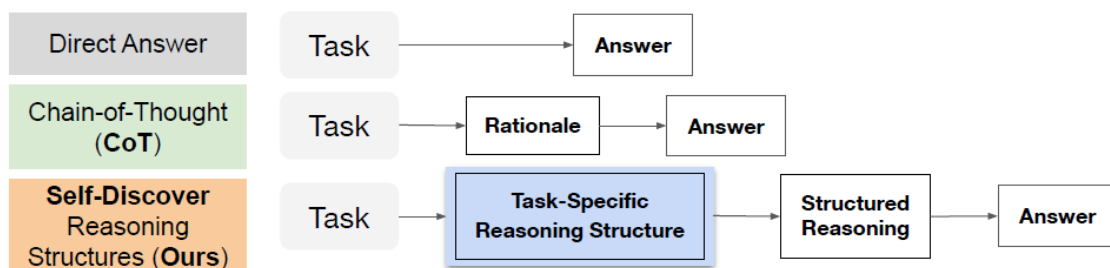 Direct Answer
Task
Answer
Chain-of-Thought
(CoT)
Task
Rationale
Answer
Self-Discover
Reasoning
Structures (Ours)
Task
Task-Specific
Reasoning Structure
Structured
Reasoning
Answer